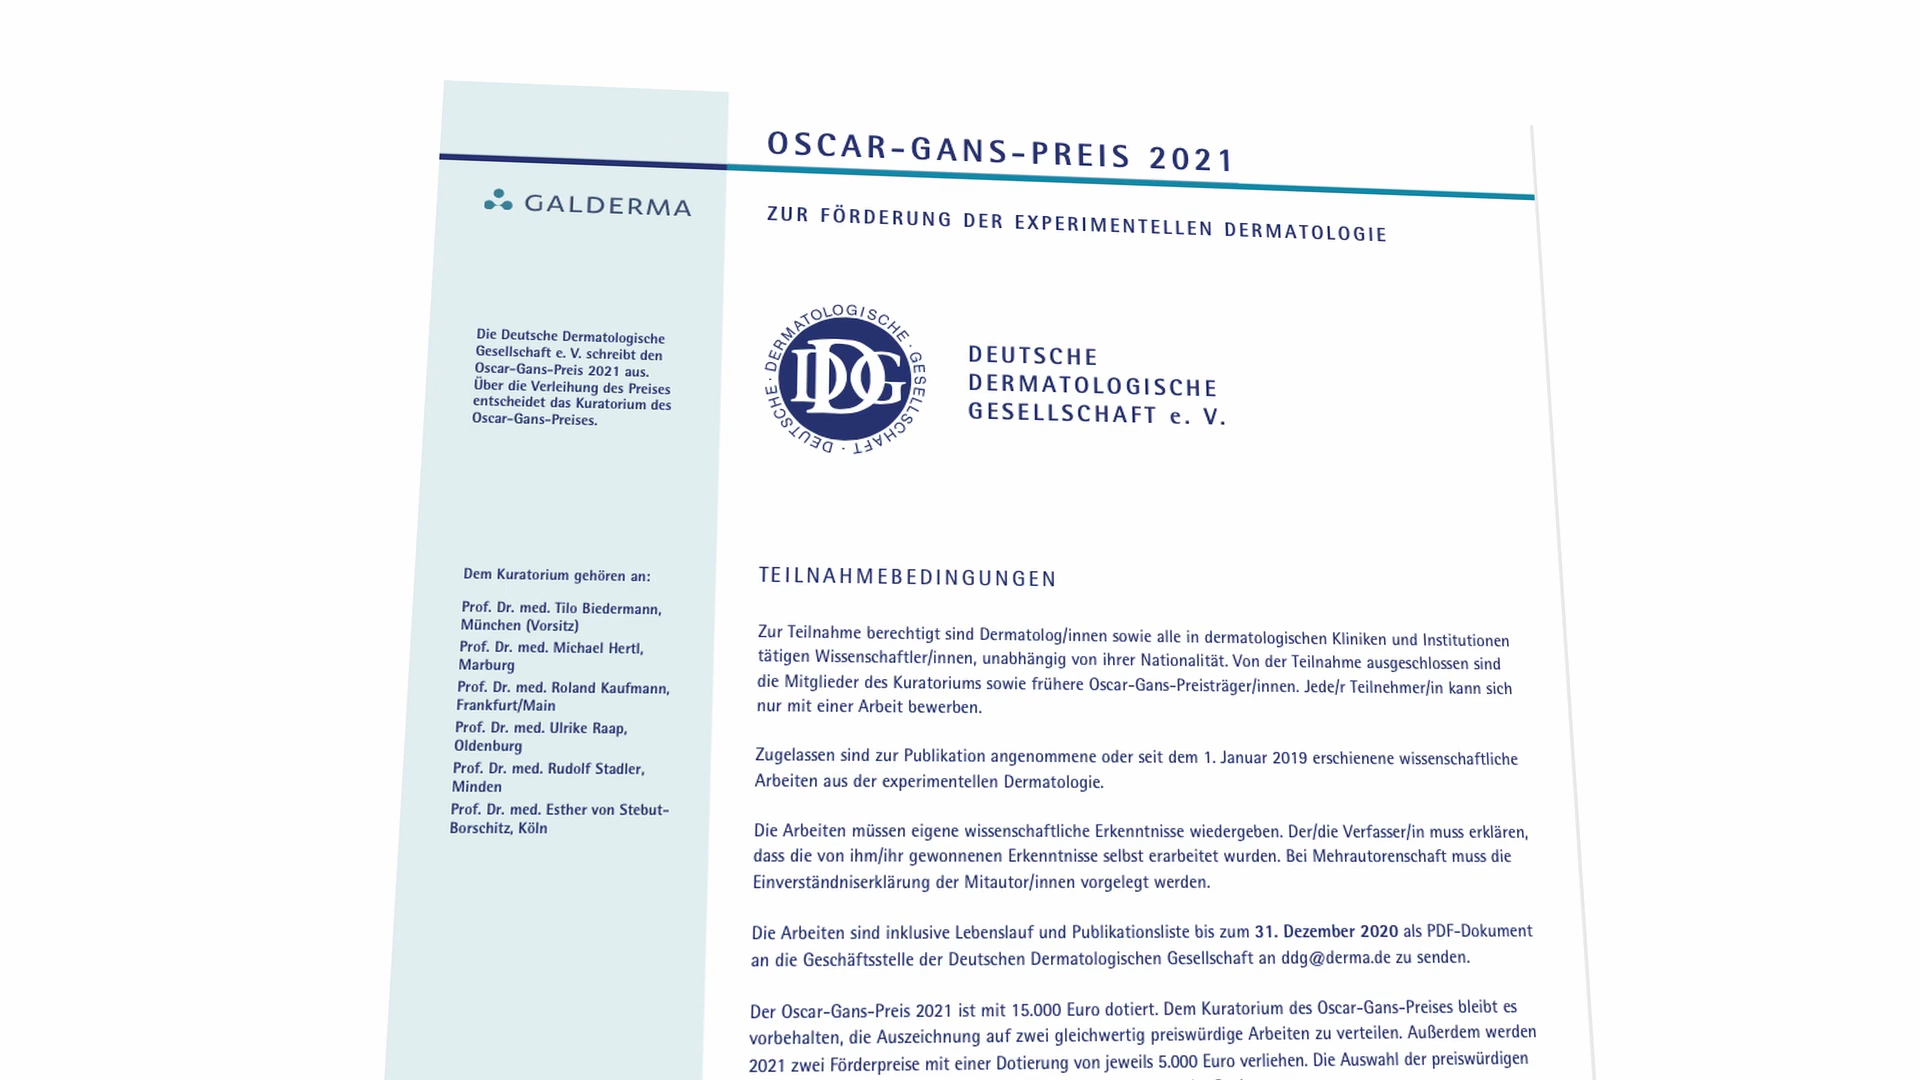 OSCAR-GANS-PREIS 2021
GALDERMA
ZUR FÖRDERUNG DER EXPERIMENTELLEN DERMATOLOGIE
Die Deutsche Dermatologische
Gesellschaft e. V. schreibt den
Oscar-Gans-Preis 2021 aus.
Über die Verleihung des Preises
entscheidet das Kuratorium des
Oscar-Gans-Preises.
Dem Kuratorium gehören an:
Prof. Dr. med. Tilo Biedermann,
München (Vorsitz)
Prof. Dr. med. Michael Hertl,
Marburg
Prof. Dr. med. Roland Kaufmann,
Frankfurt/Main
Prof. Dr. med. Ulrike Raap,
Oldenburg
Prof. Dr. med. Rudolf Stadler,
Minden
Prof. Dr. med. Esther von Stebut-
Borschitz, Köln
· DEUTSCHE · DERMATOLOGISCHE · GESELLSCHAFT
DDG
DEUTSCHE
DERMATOLOGISCHE
GESELLSCHAFT e. V.
TEILNAHMEBEDINGUNGEN
Zur Teilnahme berechtigt sind Dermatolog/innen sowie alle in dermatologischen Kliniken und Institutionen
tätigen Wissenschaftler/innen, unabhängig von ihrer Nationalität. Von der Teilnahme ausgeschlossen sind
die Mitglieder des Kuratoriums sowie frühere Oscar-Gans-Preisträger/innen. Jede/r Teilnehmer/in kann sich
nur mit einer Arbeit bewerben.
Zugelassen sind zur Publikation angenommene oder seit dem 1. Januar 2019 erschienene wissenschaftliche
Arbeiten aus der experimentellen Dermatologie.
Die Arbeiten müssen eigene wissenschaftliche Erkenntnisse wiedergeben. Der/die Verfasser/in muss erklären,
dass die von ihm/ihr gewonnenen Erkenntnisse selbst erarbeitet wurden. Bei Mehrautorenschaft muss die
Einverständniserklärung der Mitautor/innen vorgelegt werden.
Die Arbeiten sind inklusive Lebenslauf und Publikationsliste bis zum 31. Dezember 2020 als PDF-Dokument
an die Geschäftsstelle der Deutschen Dermatologischen Gesellschaft an ddg@derma.de zu senden.
Der Oscar-Gans-Preis 2021 ist mit 15.000 Euro dotiert. Dem Kuratorium des Oscar-Gans-Preises bleibt es
vorbehalten, die Auszeichnung auf zwei gleichwertig preiswürdige Arbeiten zu verteilen. Außerdem werden
2021 zwei Förderpreise mit einer Dotierung von jeweils 5.000 Euro verliehen. Die Auswahl der preiswürdigen